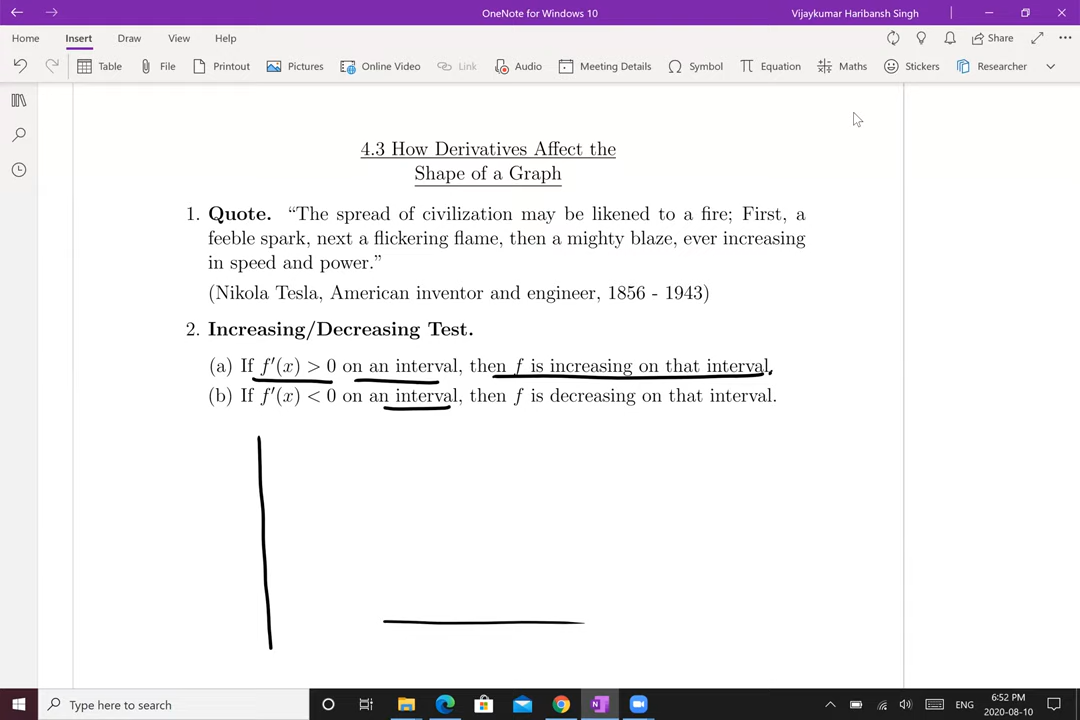 OneNote for Windows 10
Vijaykumar Haribansh Singh
Home Insert Draw View Help
Share
Table File Printout Pictures Online Video Link Audio Meeting Details Symbol Equation Maths Stickers Researcher
4.3 How Derivatives Affect the
Shape of a Graph
1. Quote. “The spread of civilization may be likened to a fire; First, a
feeble spark, next a flickering flame, then a mighty blaze, ever increasing
in speed and power.”
(Nikola Tesla, American inventor and engineer, 1856 - 1943)
2. Increasing/Decreasing Test.
(a) If f′(x) > 0 on an interval, then f is increasing on that interval.
(b) If f′(x) < 0 on an interval, then f is decreasing on that interval.
Type here to search
ENG
6:52 PM
2020-08-10